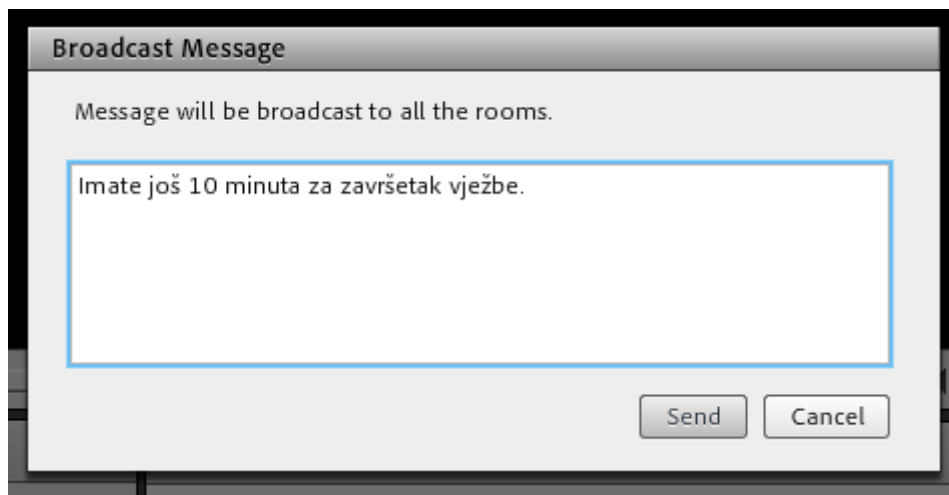 Broadcast Message
Message will be broadcast to all the rooms.
Imate još 10 minuta za završetak vježbe.
Send Cancel